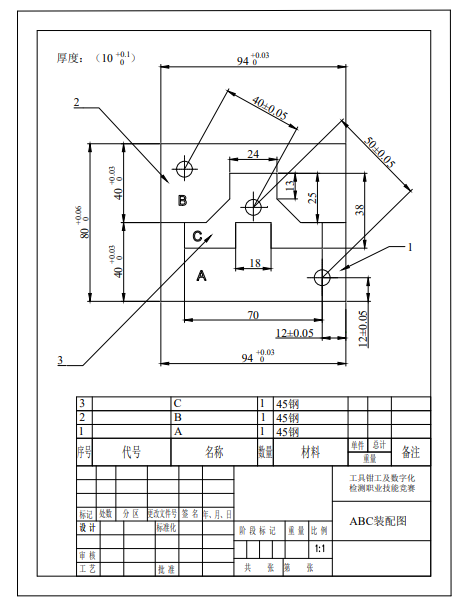 厚度：（10 +0.1 0）
94 +0.03 0
2
40±0.05
50±0.05
24
13
25
38
40 +0.03 0
80 +0.06 0
40 +0.03 0
B
C
A
18
1
70
12±0.05
12±0.05
3
94 +0.03 0
3 C 1 45钢
2 B 1 45钢
1 A 1 45钢
序号 代号 名称 数量 材料 单件 总计 重量 备注
工具钳工及数字化
检测职业技能竞赛
标记 处数 分区 更改文件号 签名 年、月、日
ABC装配图
设计 标准化 阶段标记 重量 比例
1:1
审核
工艺 批准 共 张 第 张